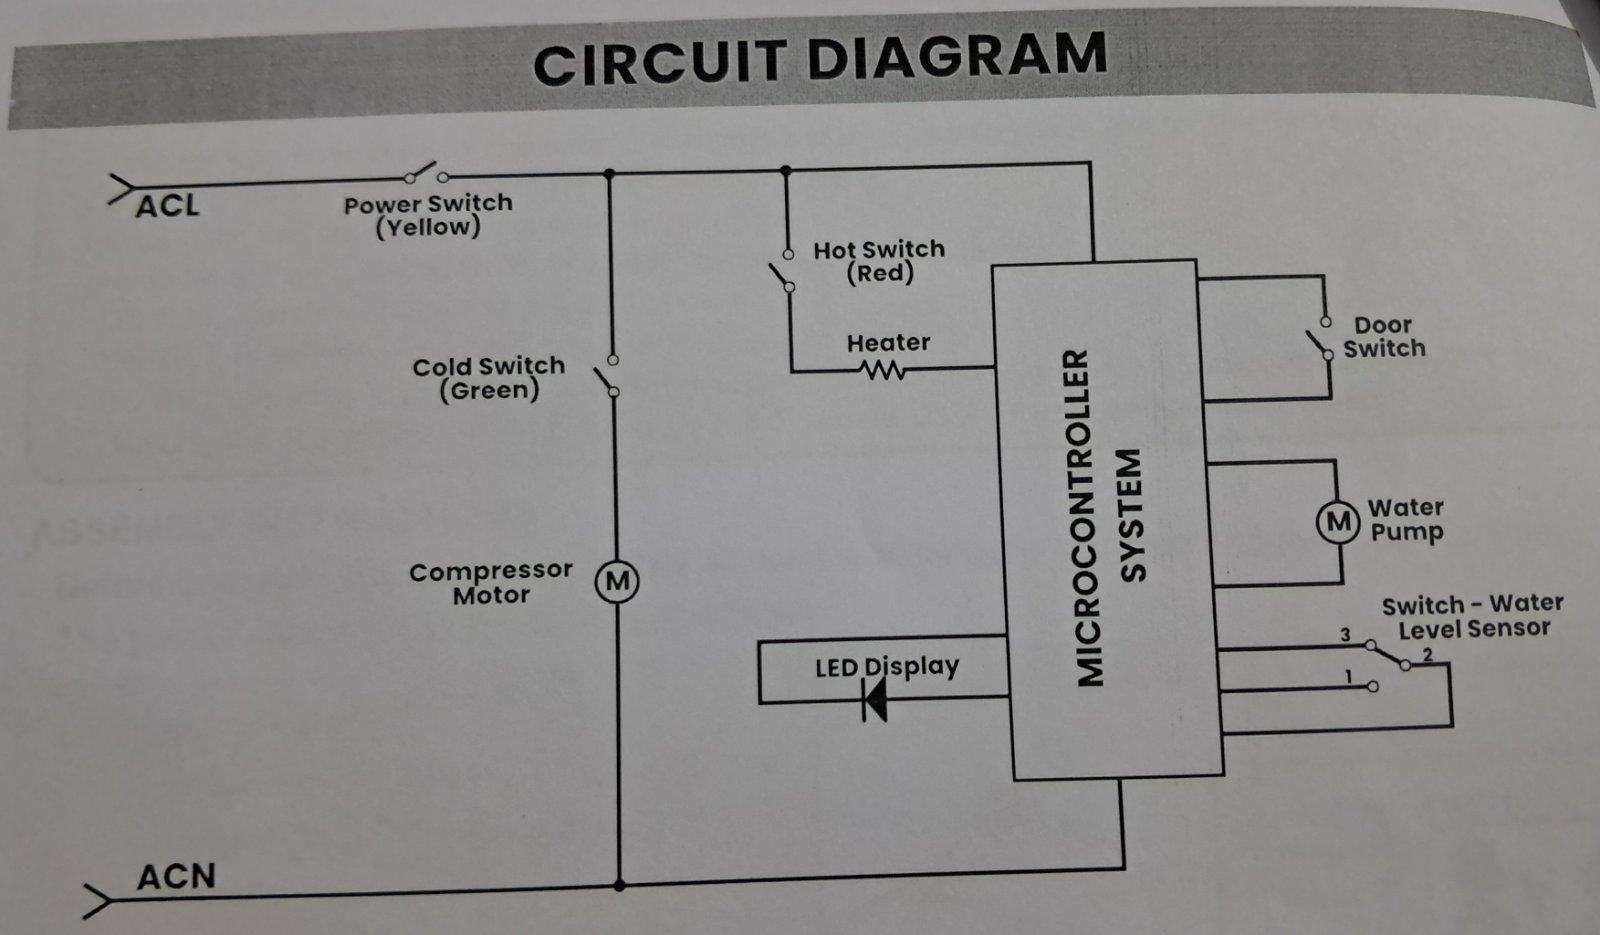 CIRCUIT DIAGRAM
ACL
Power Switch
(Yellow)
Hot Switch
(Red)
Heater
Cold Switch
(Green)
Compressor
Motor
M
LED Display
MICROCONTROLLER
SYSTEM
Door
Switch
M
Water
Pump
Switch - Water
Level Sensor
3
2
1
ACN